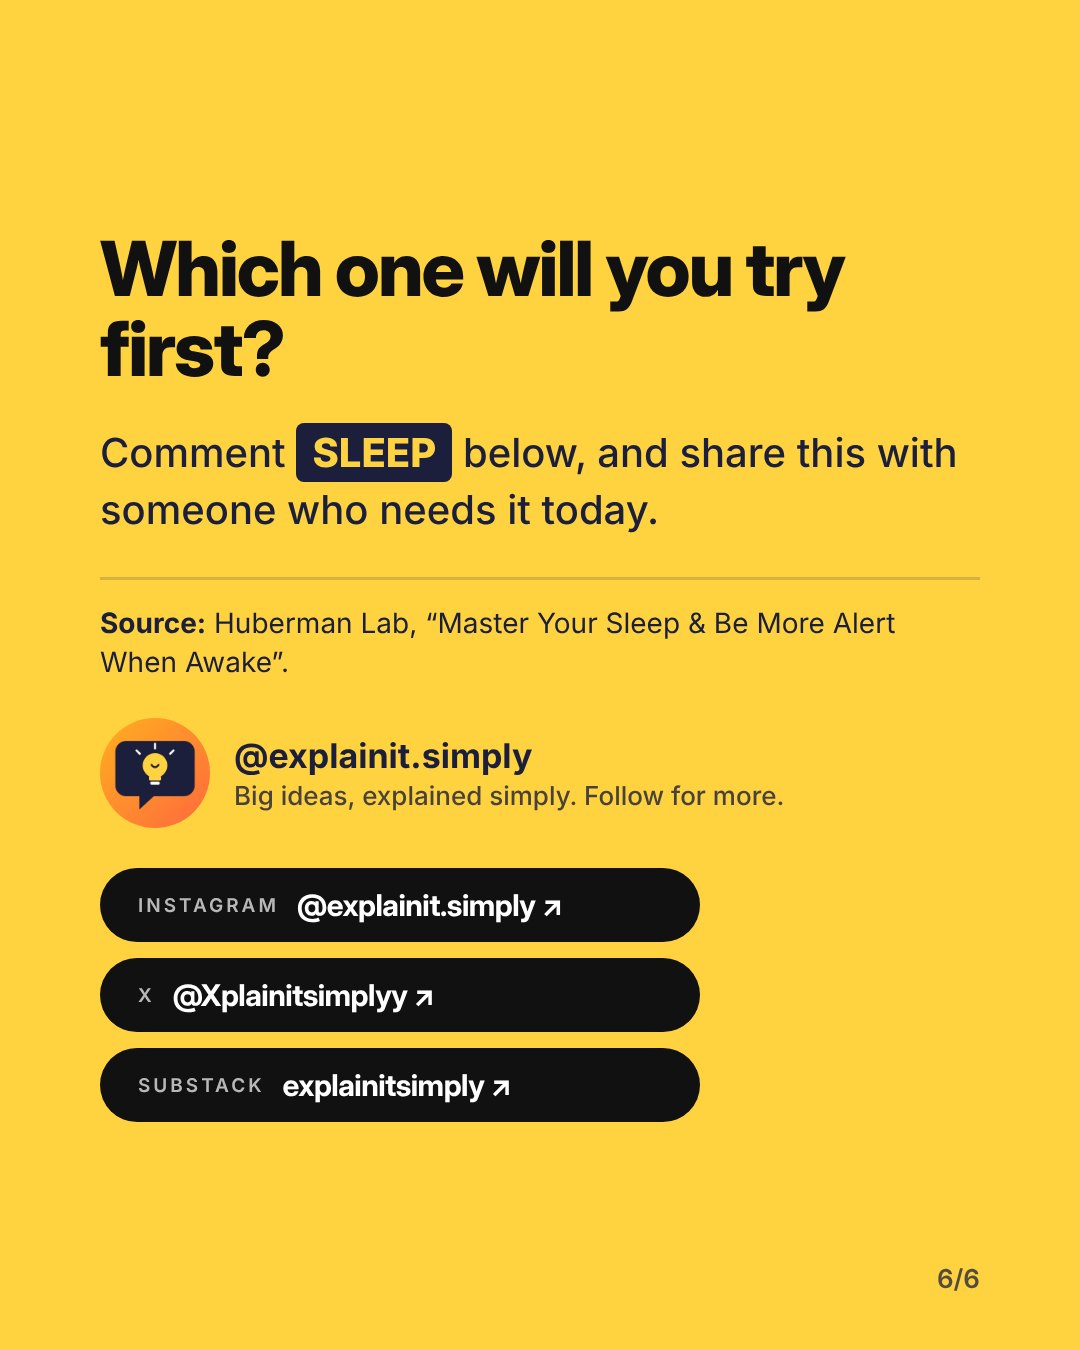 Which one will you try
first?
Comment SLEEP below, and share this with
someone who needs it today.
Source: Huberman Lab, “Master Your Sleep & Be More Alert
When Awake”.
@explainit.simply
Big ideas, explained simply. Follow for more.
INSTAGRAM @explainit.simply ↗
X @Xplainitsimplyy ↗
SUBSTACK explainitsimply ↗
6/6